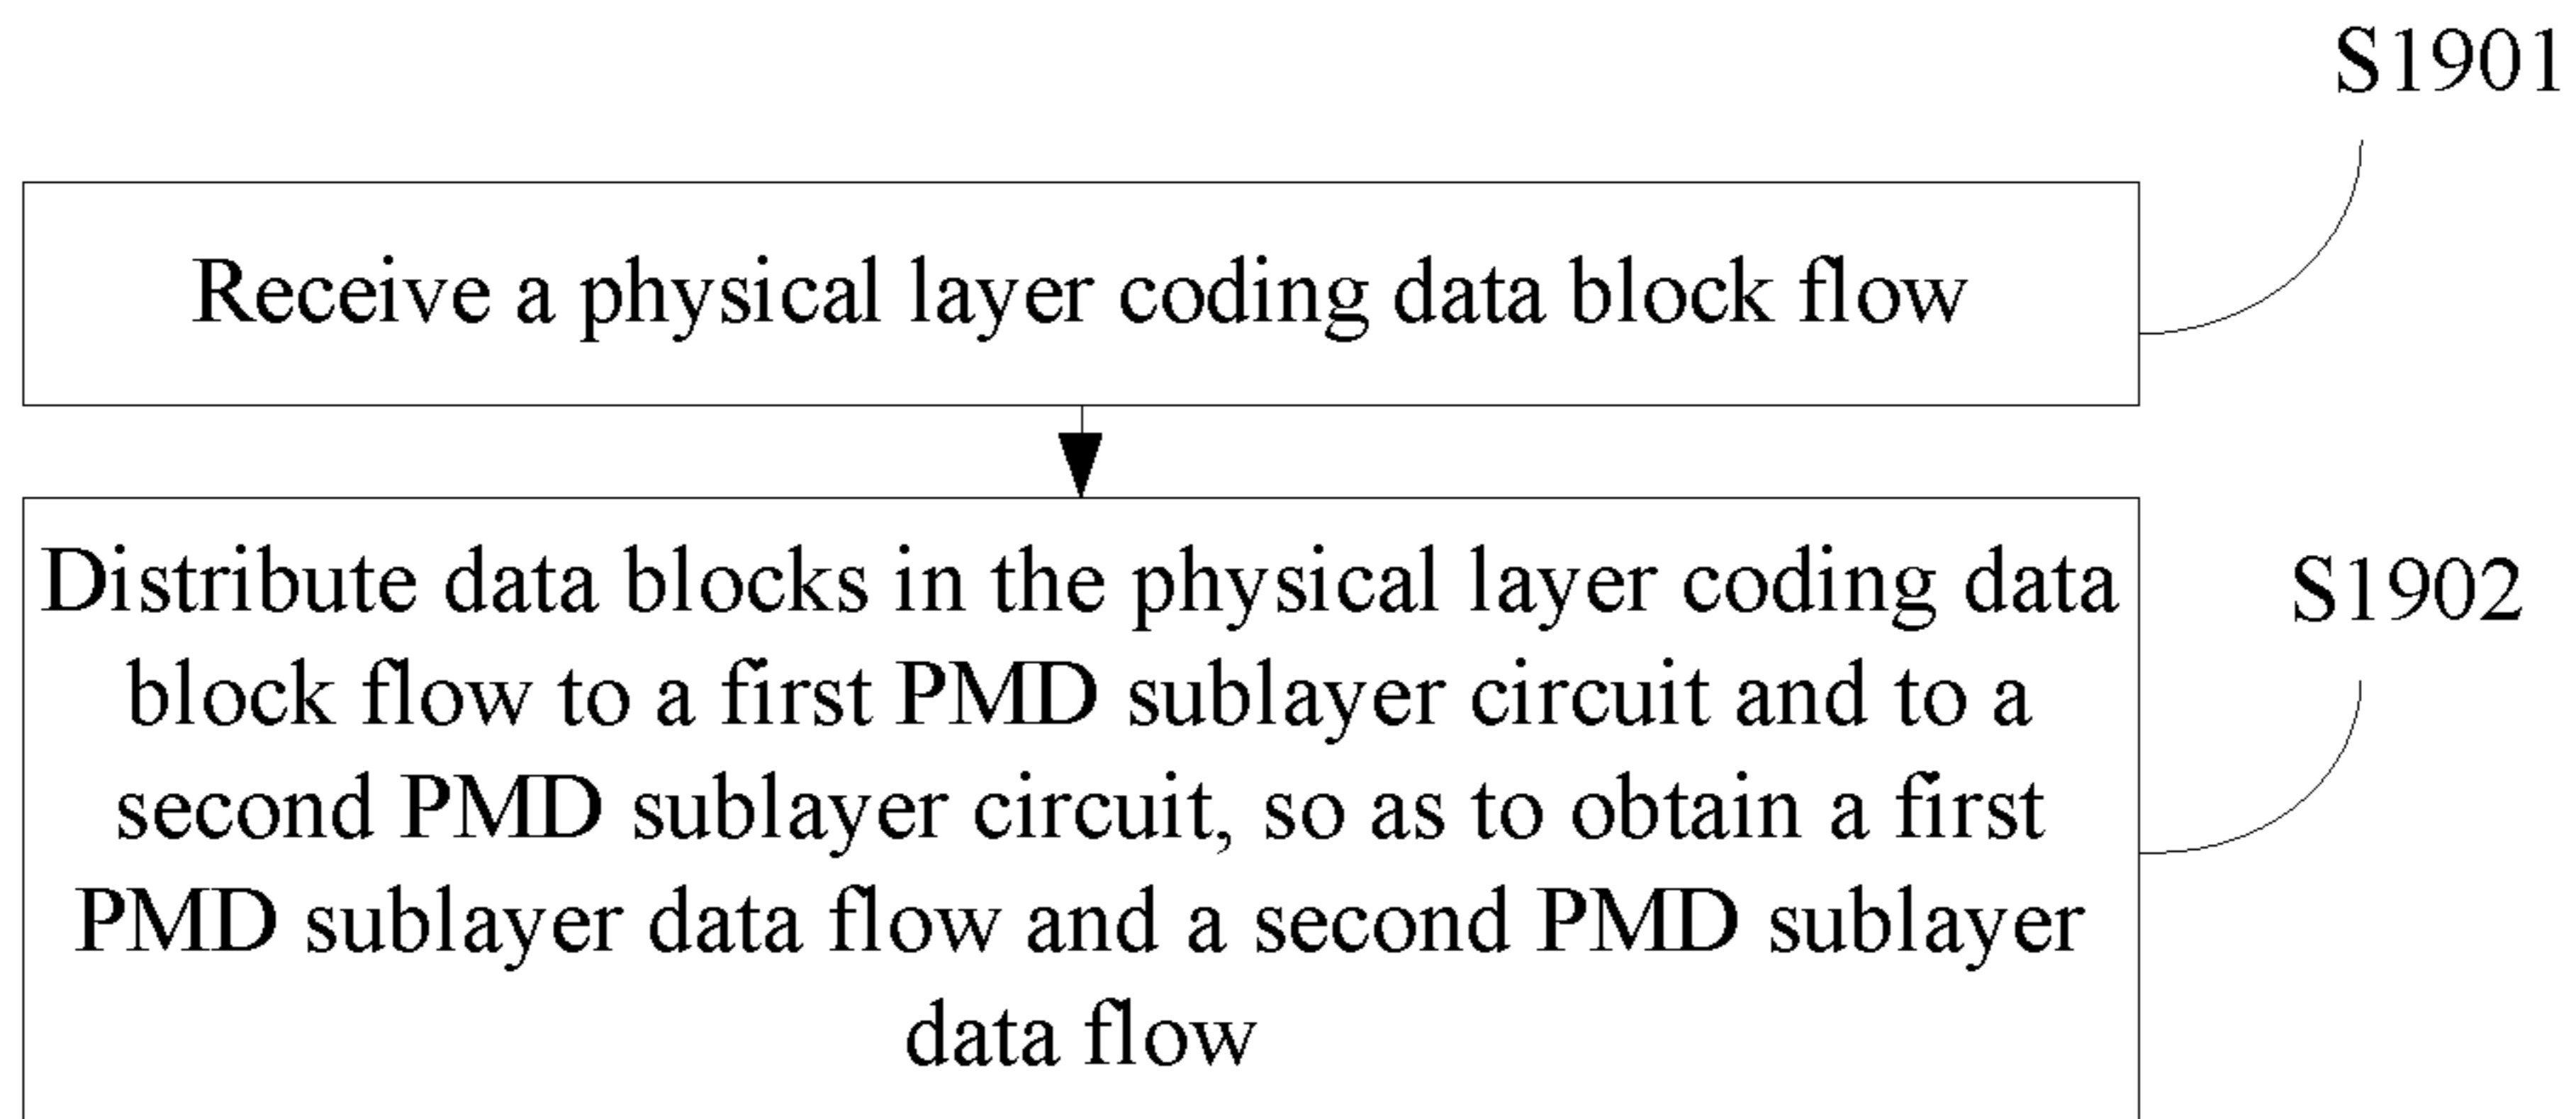 S1901
Receive a physical layer coding data block flow
Distribute data blocks in the physical layer coding data
block flow to a first PMD sublayer circuit and to a
second PMD sublayer circuit, so as to obtain a first
PMD sublayer data flow and a second PMD sublayer
data flow
S1902